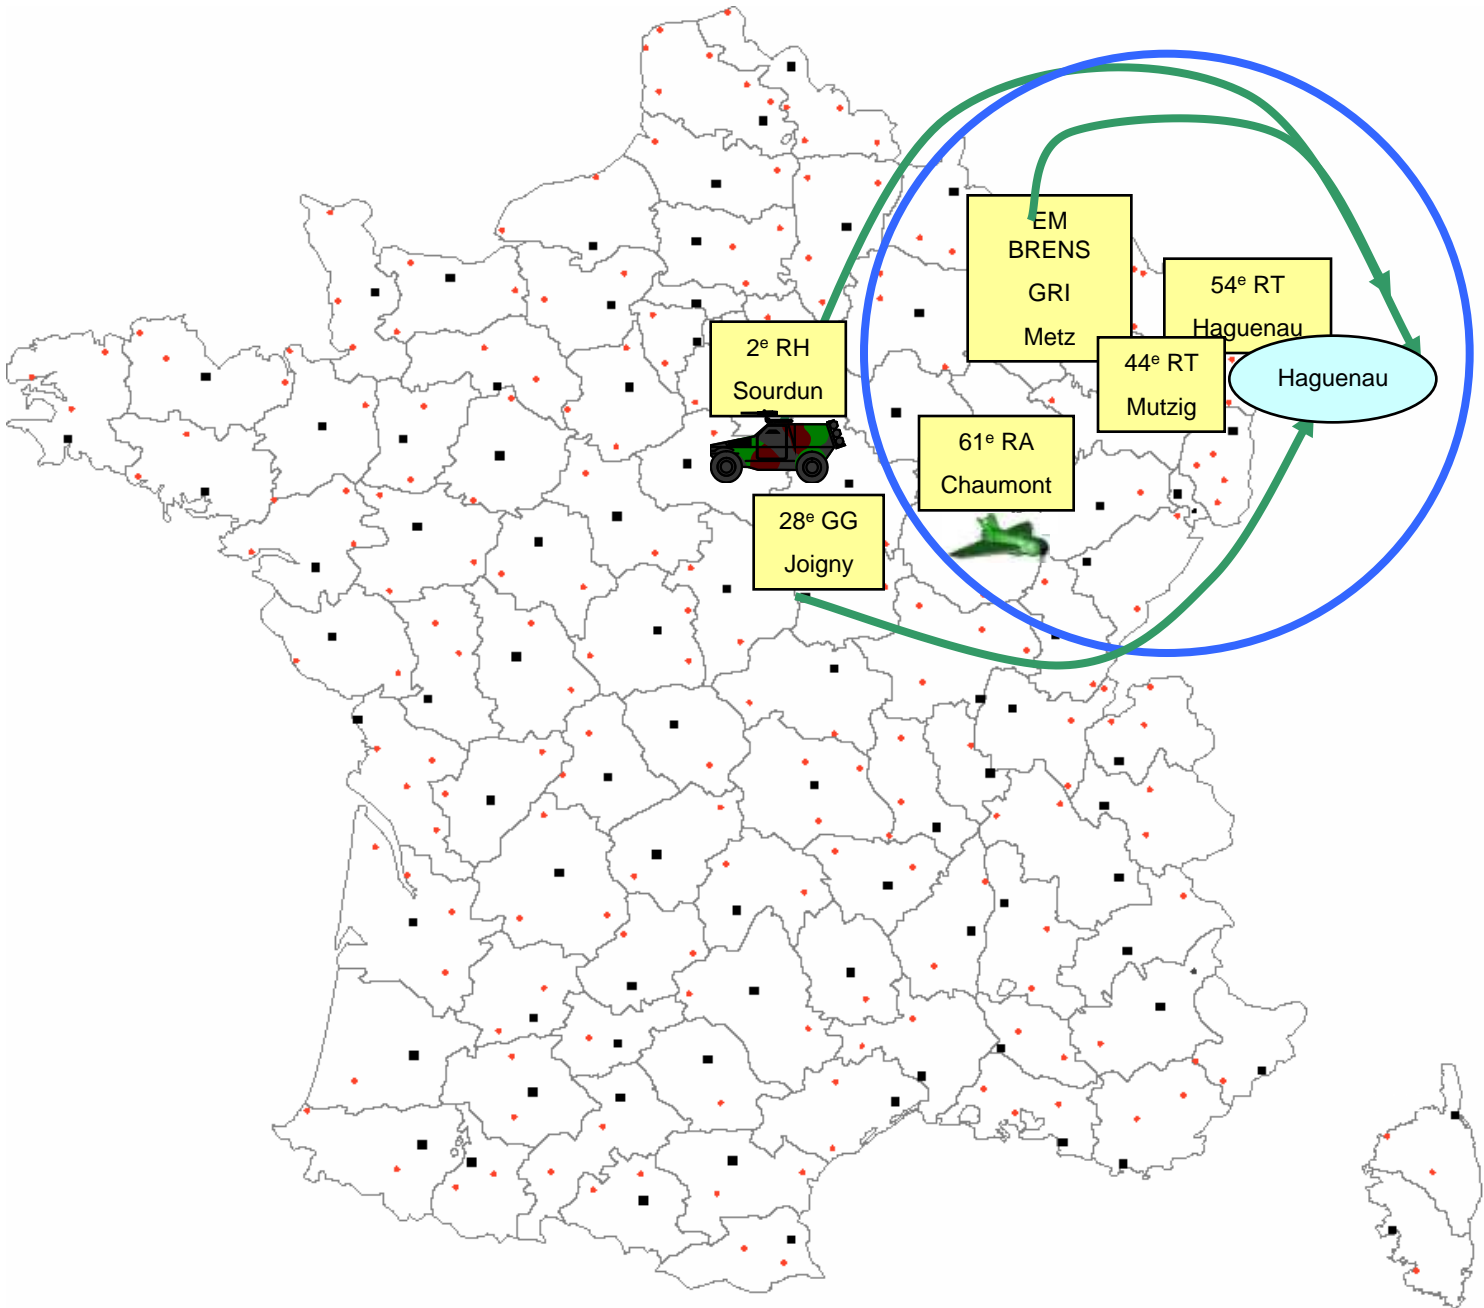 EM
BRENS
GRI
Metz
54e RT
Haguenau
2e RH
Sourdun
44e RT
Mutzig
Haguenau
61e RA
Chaumont
28e GG
Joigny